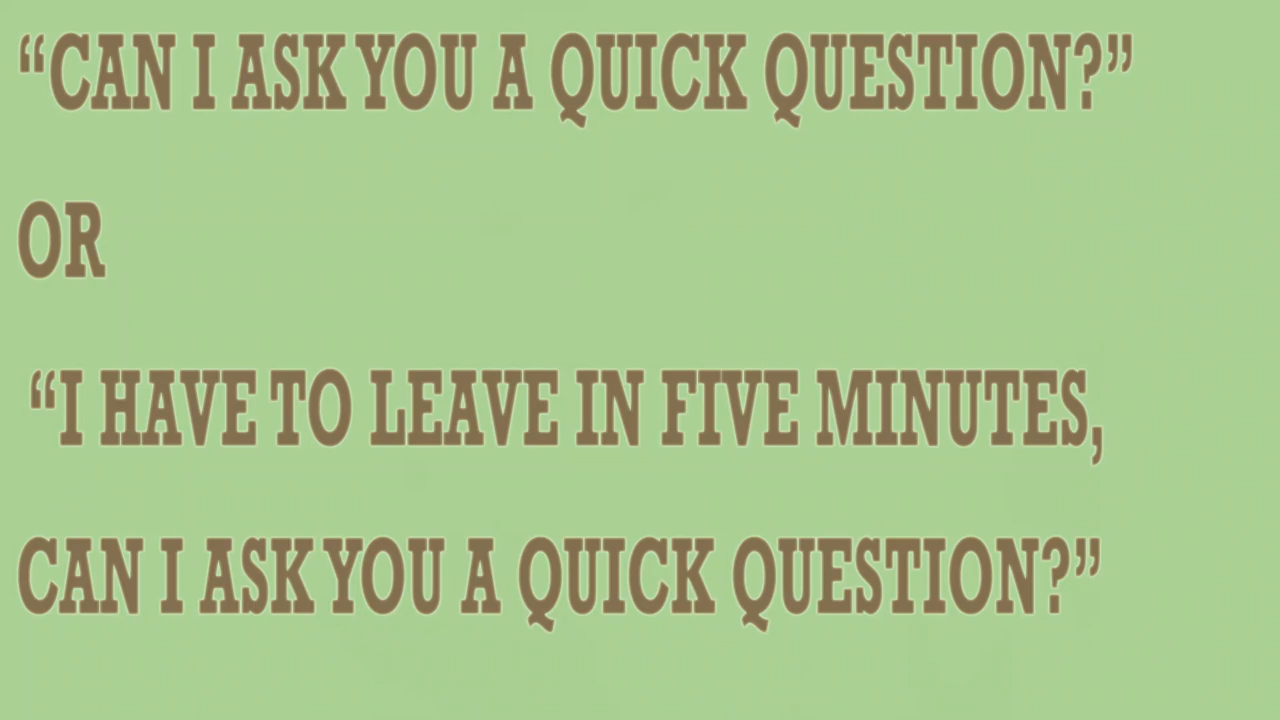 “CAN I ASK YOU A QUICK QUESTION?”
OR
“I HAVE TO LEAVE IN FIVE MINUTES,
CAN I ASK YOU A QUICK QUESTION?”